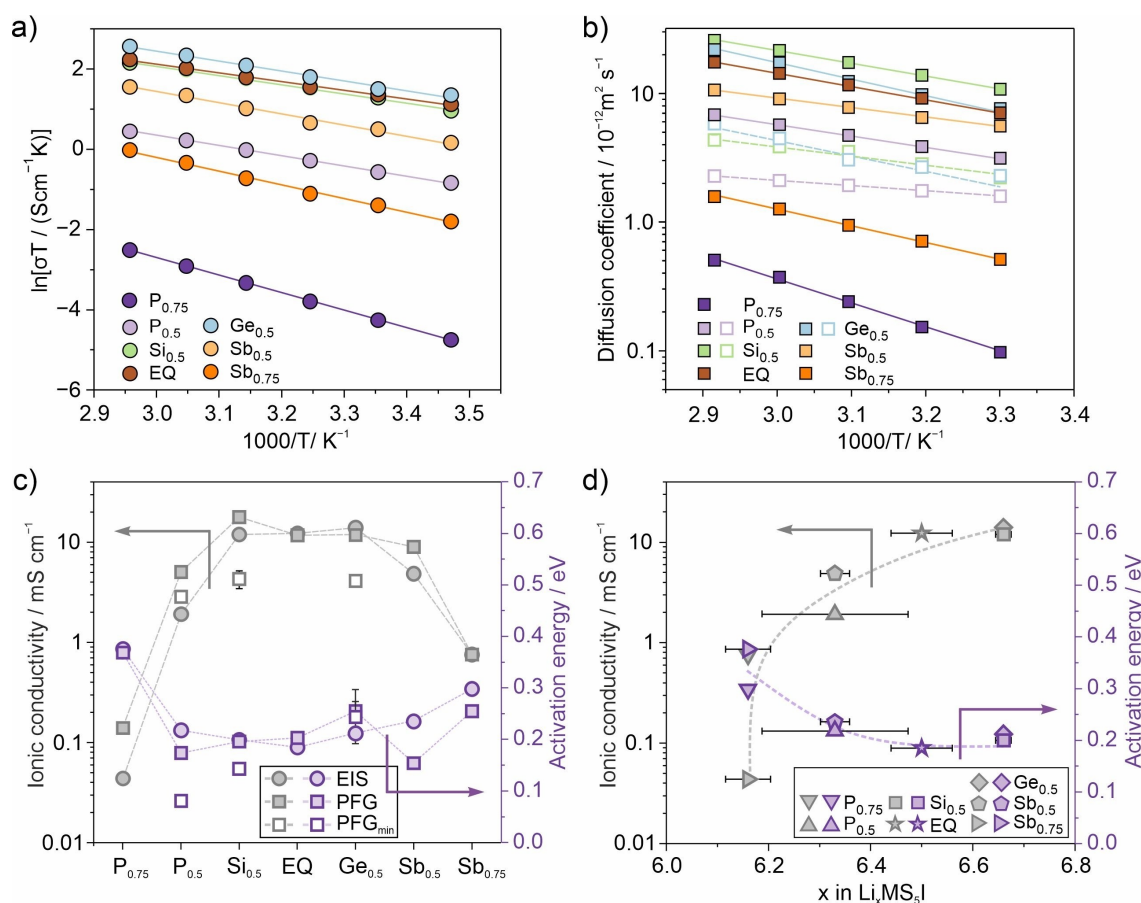 a)
ln[σT / (Scm⁻¹K)]
2
0
−2
−4
−6
P₀.₇₅
P₀.₅
Si₀.₅
EQ
Ge₀.₅
Sb₀.₅
Sb₀.₇₅
2.9 3.0 3.1 3.2 3.3 3.4 3.5
1000/T/ K⁻¹
b)
Diffusion coefficient / 10⁻¹²m² s⁻¹
10
1.0
0.1
P₀.₇₅
P₀.₅
Si₀.₅
EQ
Ge₀.₅
Sb₀.₅
Sb₀.₇₅
2.9 3.0 3.1 3.2 3.3 3.4
1000/T/ K⁻¹
c)
Ionic conductivity / mS cm⁻¹
10
1
0.1
0.01
EIS
PFG
PFGₘᵢₙ
0.7
0.6
0.5
0.4
0.3
0.2
0.1
0.0
Activation energy / eV
P₀.₇₅ P₀.₅ Si₀.₅ EQ Ge₀.₅ Sb₀.₅ Sb₀.₇₅
d)
Ionic conductivity / mS cm⁻¹
10
1
0.1
0.01
P₀.₇₅
P₀.₅
Si₀.₅
EQ
Ge₀.₅
Sb₀.₅
Sb₀.₇₅
0.7
0.6
0.5
0.4
0.3
0.2
0.1
0.0
Activation energy / eV
6.0 6.2 6.4 6.6 6.8
x in LiₓMS₅I